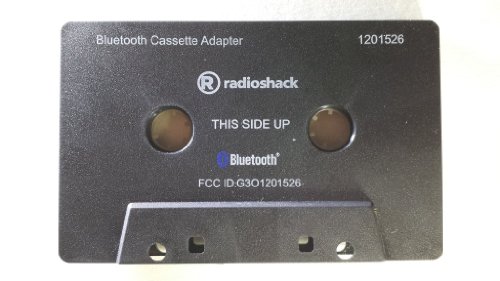 Bluetooth Cassette Adapter 1201526
R radioshack
THIS SIDE UP
Bluetooth®
FCC ID:G3O1201526